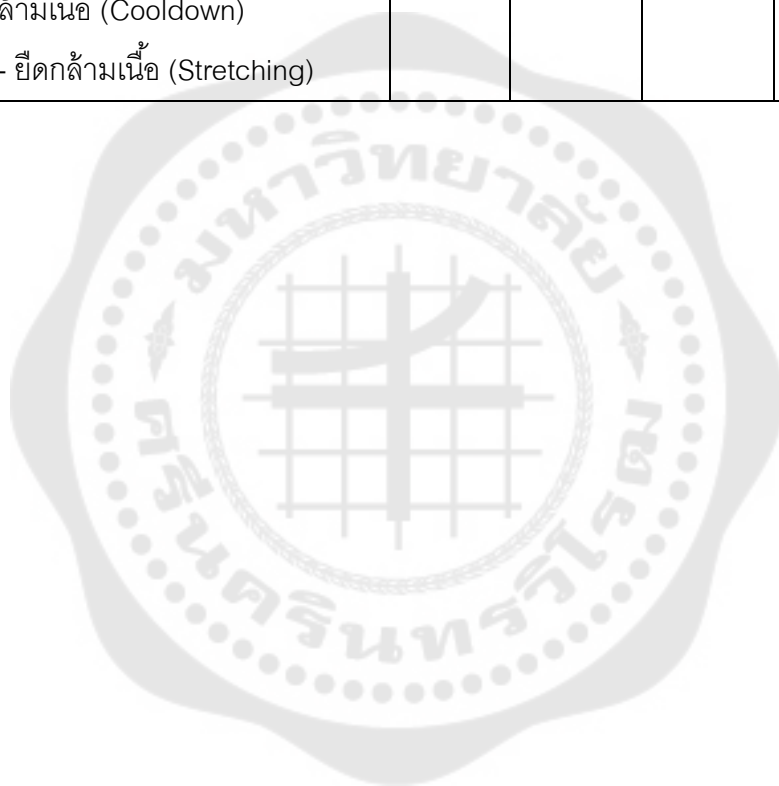 ล้ามเนื้อ (Cooldown)
- ยืดกล้ามเนื้อ (Stretching)
มหาวิทยาลัย
ศรีนครินทรวิโรฒ